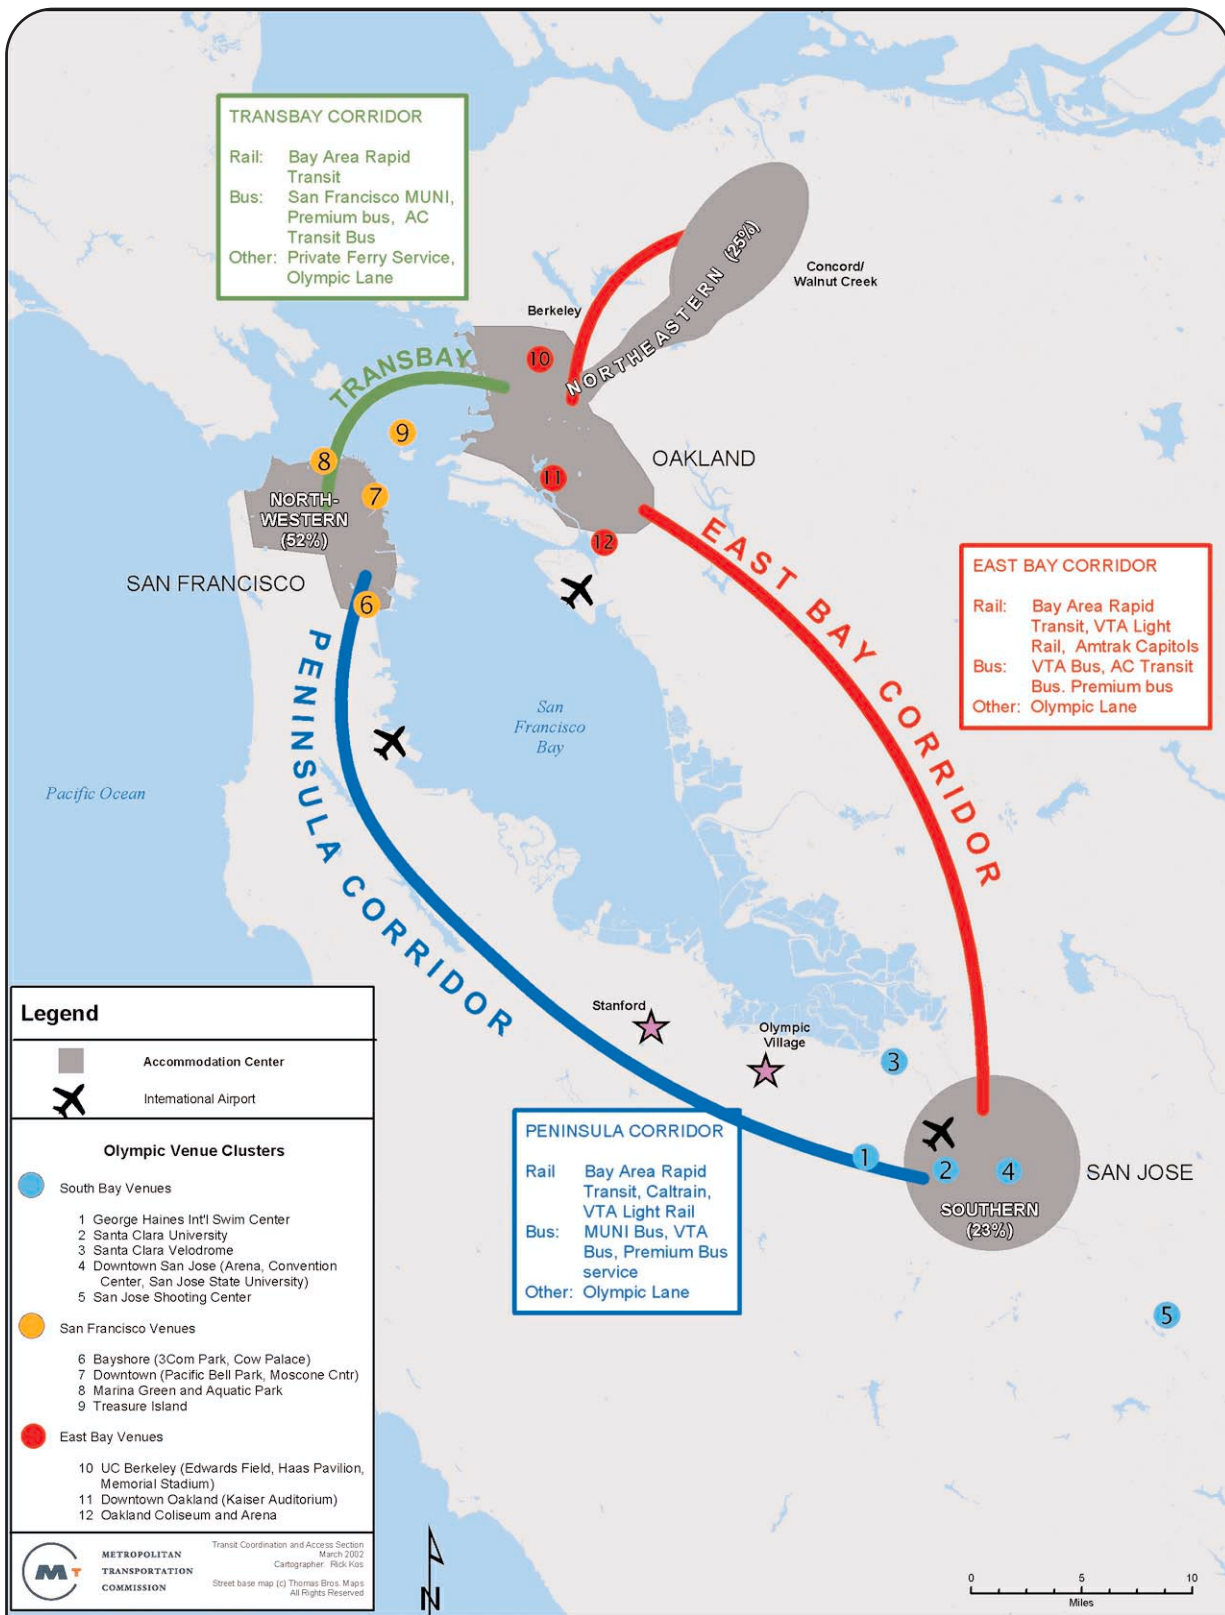 TRANSBAY CORRIDOR
Rail: Bay Area Rapid
Transit
Bus: San Francisco MUNI,
Premium bus, AC
Transit Bus
Other: Private Ferry Service,
Olympic Lane
Concord/
Walnut Creek
NORTHEASTERN (25%)
Berkeley
10
TRANSBAY
9
8
OAKLAND
11
7
NORTH-
WESTERN
(52%)
12
SAN FRANCISCO
6
EAST BAY CORRIDOR
EAST BAY CORRIDOR
Rail: Bay Area Rapid
Transit, VTA Light
Rail, Amtrak Capitols
Bus: VTA Bus, AC Transit
Bus. Premium bus
Other: Olympic Lane
PENINSULA CORRIDOR
San
Francisco
Bay
Pacific Ocean
Stanford
Olympic
Village
3
PENINSULA CORRIDOR
Rail Bay Area Rapid
Transit, Caltrain,
VTA Light Rail
Bus: MUNI Bus, VTA
Bus, Premium Bus
service
Other: Olympic Lane
1
2
4
SAN JOSE
SOUTHERN
(23%)
5
Legend
Accommodation Center
International Airport
Olympic Venue Clusters
South Bay Venues
1 George Haines Int'l Swim Center
2 Santa Clara University
3 Santa Clara Velodrome
4 Downtown San Jose (Arena, Convention
Center, San Jose State University)
5 San Jose Shooting Center
San Francisco Venues
6 Bayshore (3Com Park, Cow Palace)
7 Downtown (Pacific Bell Park, Moscone Cntr)
8 Marina Green and Aquatic Park
9 Treasure Island
East Bay Venues
10 UC Berkeley (Edwards Field, Haas Pavilion,
Memorial Stadium)
11 Downtown Oakland (Kaiser Auditorium)
12 Oakland Coliseum and Arena
MT
METROPOLITAN
TRANSPORTATION
COMMISSION
Transit Coordination and Access Section
March 2002
Cartographer: Rick Kos
Street base map (c) Thomas Bros. Maps
All Rights Reserved
N
0 5 10
Miles